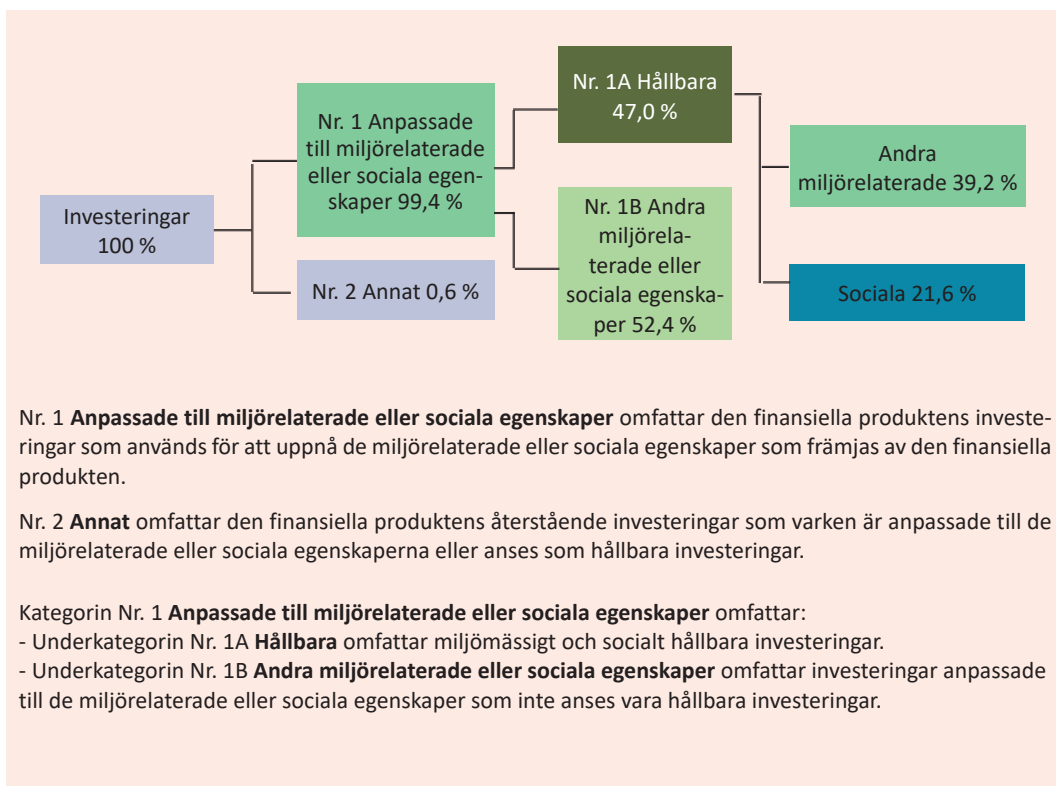 Investeringar
100 %
Nr. 1 Anpassade
till miljörelaterade
eller sociala egen-
skaper 99,4 %
Nr. 2 Annat 0,6 %
Nr. 1A Hållbara
47,0 %
Nr. 1B Andra
miljörela-
terade eller
sociala egenska-
per 52,4 %
Andra
miljörelaterade 39,2 %
Sociala 21,6 %
Nr. 1 Anpassade till miljörelaterade eller sociala egenskaper omfattar den finansiella produktens investe-
ringar som används för att uppnå de miljörelaterade eller sociala egenskaper som främjas av den finansiella
produkten.
Nr. 2 Annat omfattar den finansiella produktens återstående investeringar som varken är anpassade till de
miljörelaterade eller sociala egenskaperna eller anses som hållbara investeringar.
Kategorin Nr. 1 Anpassade till miljörelaterade eller sociala egenskaper omfattar:
- Underkategorin Nr. 1A Hållbara omfattar miljömässigt och socialt hållbara investeringar.
- Underkategorin Nr. 1B Andra miljörelaterade eller sociala egenskaper omfattar investeringar anpassade
till de miljörelaterade eller sociala egenskaper som inte anses vara hållbara investeringar.